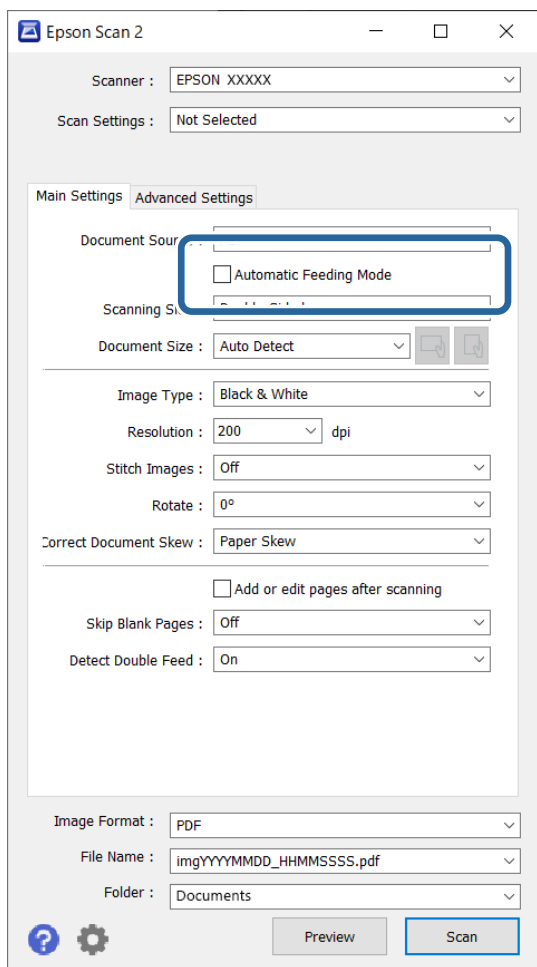 Epson Scan 2
Scanner : EPSON XXXXX
Scan Settings : Not Selected
Main Settings Advanced Settings
Document
Automatic Feeding Mode
Scanning
Document Size : Auto Detect
Image Type : Black & White
Resolution : 200 dpi
Stitch Images : Off
Rotate : 0°
Correct Document Skew : Paper Skew
Add or edit pages after scanning
Skip Blank Pages : Off
Detect Double Feed : On
Image Format : PDF
File Name : imgYYYYMMDD_HHMMSSSS.pdf
Folder : Documents
?
Preview Scan